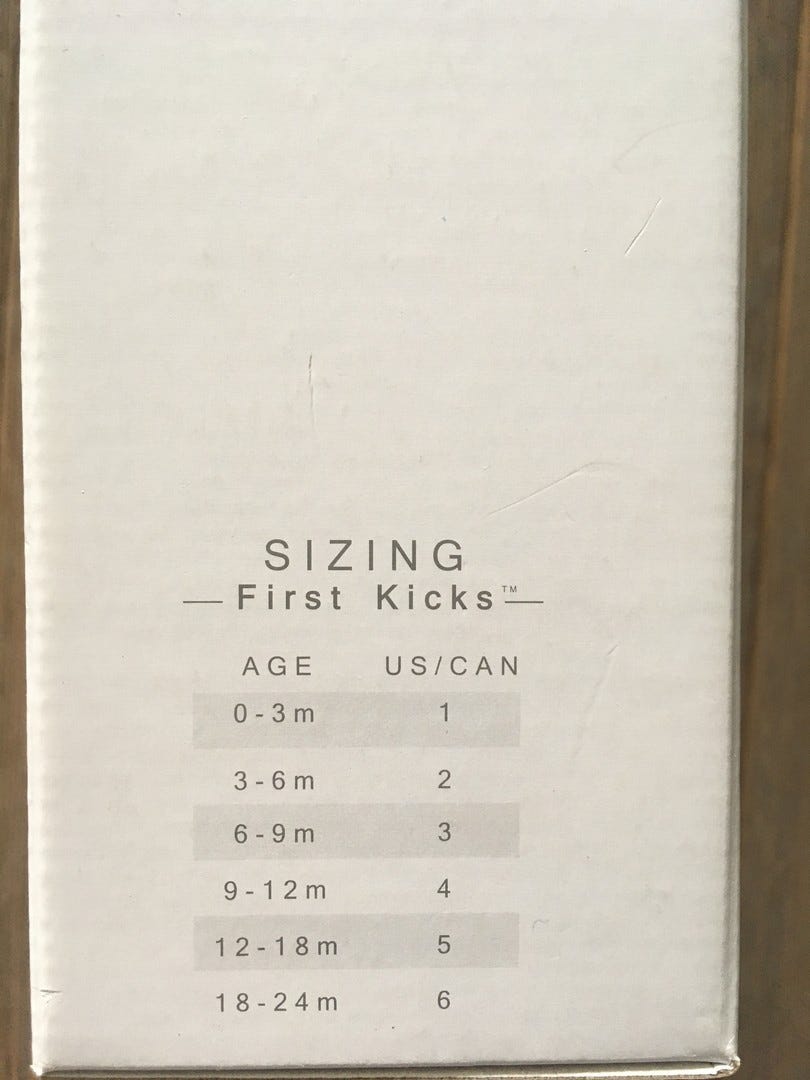 SIZING
First Kicks™
AGE US/CAN
0-3m 1
3-6m 2
6-9m 3
9-12m 4
12-18m 5
18-24m 6